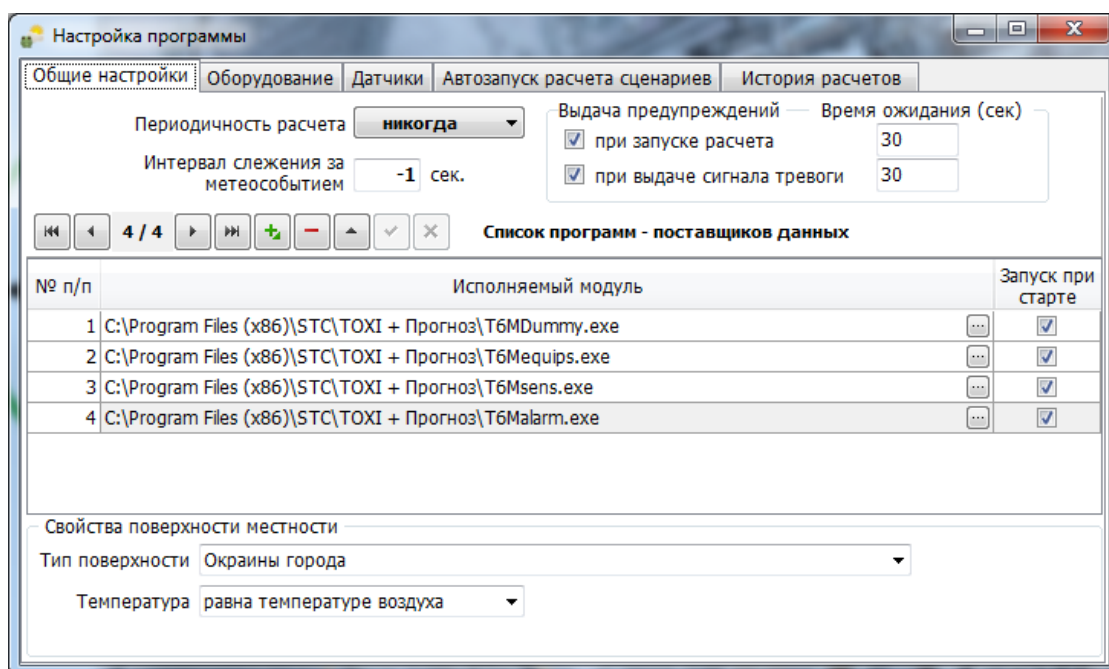 Настройка программы
Общие настройки Оборудование Датчики Автозапуск расчета сценариев История расчетов
Периодичность расчета никогда
Интервал слежения за метеособытием -1 сек.
Выдача предупреждений Время ожидания (сек)
при запуске расчета 30
при выдаче сигнала тревоги 30
4 / 4 Список программ - поставщиков данных
№ п/п Исполняемый модуль Запуск при старте
1 C:\Program Files (x86)\STC\TOXI + Прогноз\T6MDummy.exe ...
2 C:\Program Files (x86)\STC\TOXI + Прогноз\T6Mequips.exe ...
3 C:\Program Files (x86)\STC\TOXI + Прогноз\T6Msens.exe ...
4 C:\Program Files (x86)\STC\TOXI + Прогноз\T6Malarm.exe ...
Свойства поверхности местности
Тип поверхности Окраины города
Температура равна температуре воздуха